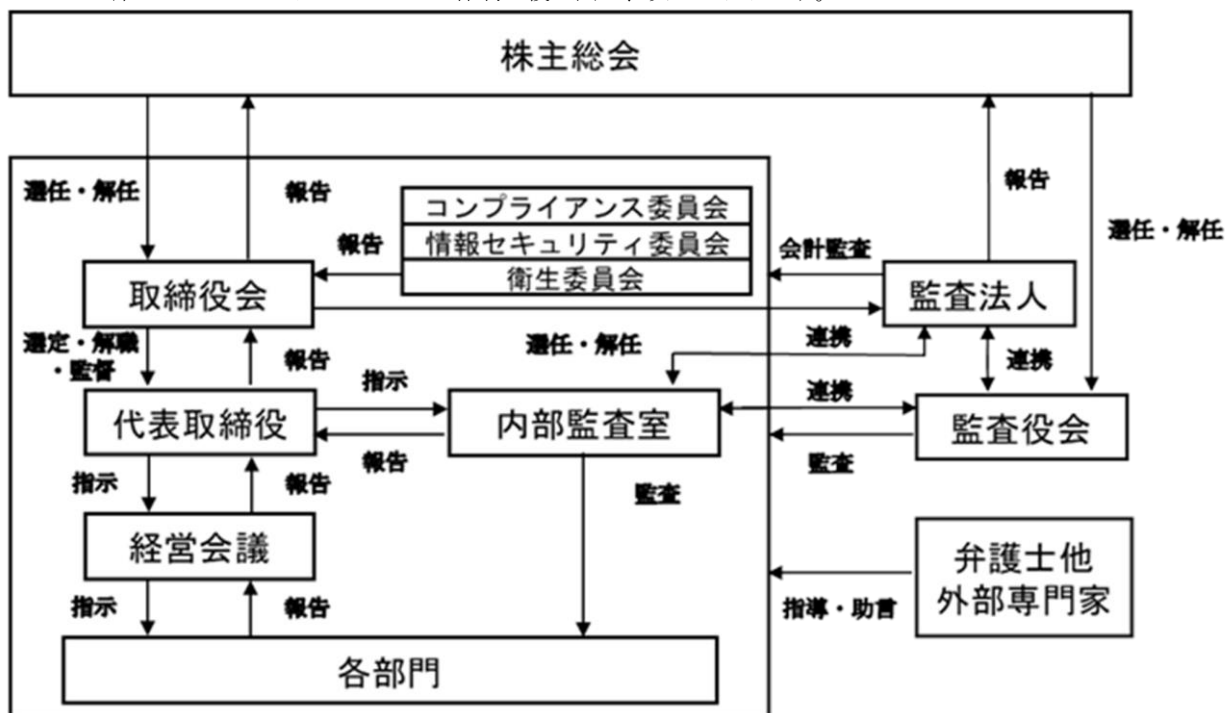 株主総会
選任・解任
報告
報告
選任・解任
コンプライアンス委員会
情報セキュリティ委員会
衛生委員会
報告
会計監査
取締役会
監査法人
選定・解職
・監督
報告
選任・解任
連携
連携
指示
代表取締役
内部監査室
連携
監査役会
報告
監査
指示
報告
監査
経営会議
弁護士他
外部専門家
指示
報告
指導・助言
各部門